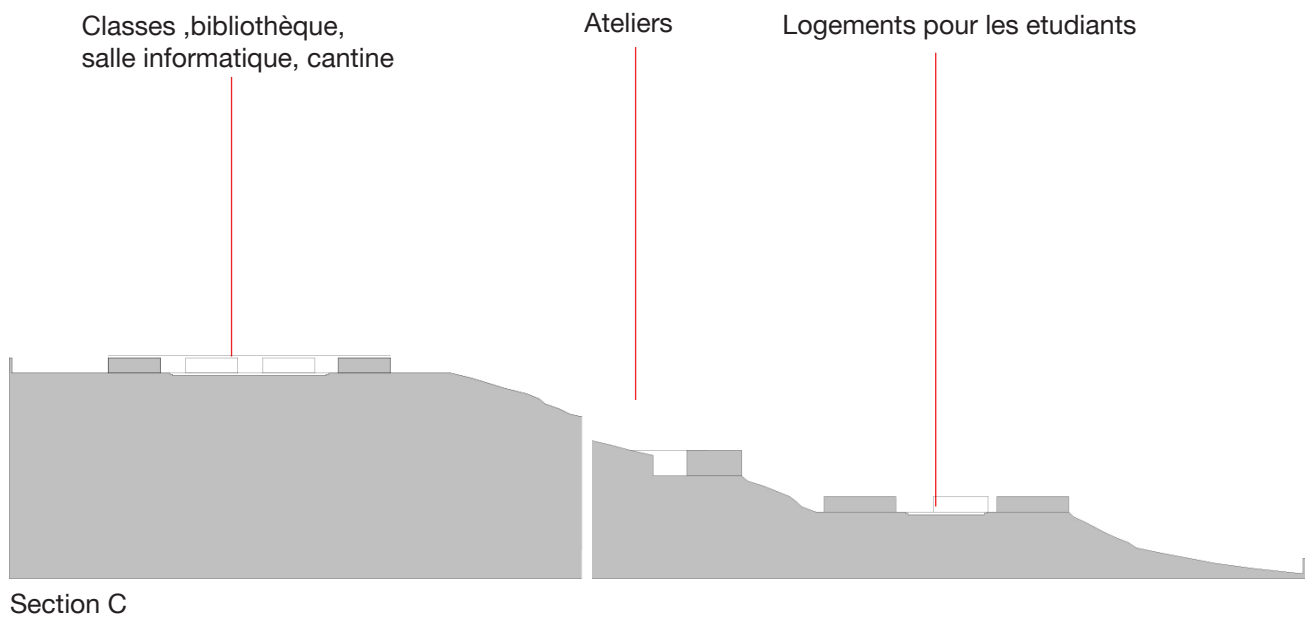 Classes ,bibliothèque,
salle informatique, cantine
Ateliers
Logements pour les etudiants
Section C